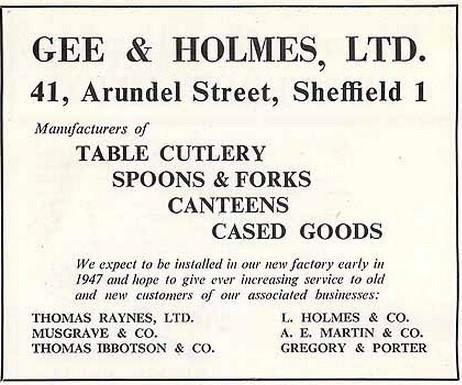 GEE & HOLMES, LTD.
41, Arundel Street, Sheffield 1
Manufacturers of
TABLE CUTLERY
SPOONS & FORKS
CANTEENS
CASED GOODS
We expect to be installed in our new factory early in
1947 and hope to give ever increasing service to old
and new customers of our associated businesses:
THOMAS RAYNES, LTD.
MUSGRAVE & CO.
THOMAS IBBOTSON & CO.
L. HOLMES & CO.
A. E. MARTIN & CO.
GREGORY & PORTER